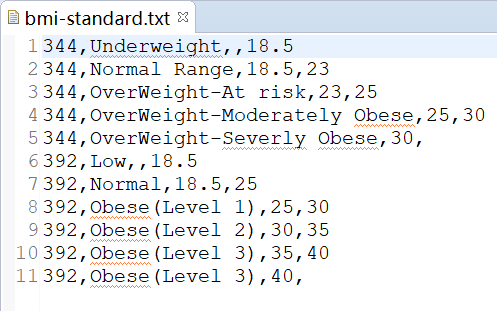 bmi-standard.txt
1 344,Underweight,,18.5
2 344,Normal Range,18.5,23
3 344,OverWeight-At risk,23,25
4 344,OverWeight-Moderately Obese,25,30
5 344,OverWeight-Severly Obese,30,
6 392,Low,,18.5
7 392,Normal,18.5,25
8 392,Obese(Level 1),25,30
9 392,Obese(Level 2),30,35
10 392,Obese(Level 3),35,40
11 392,Obese(Level 3),40,